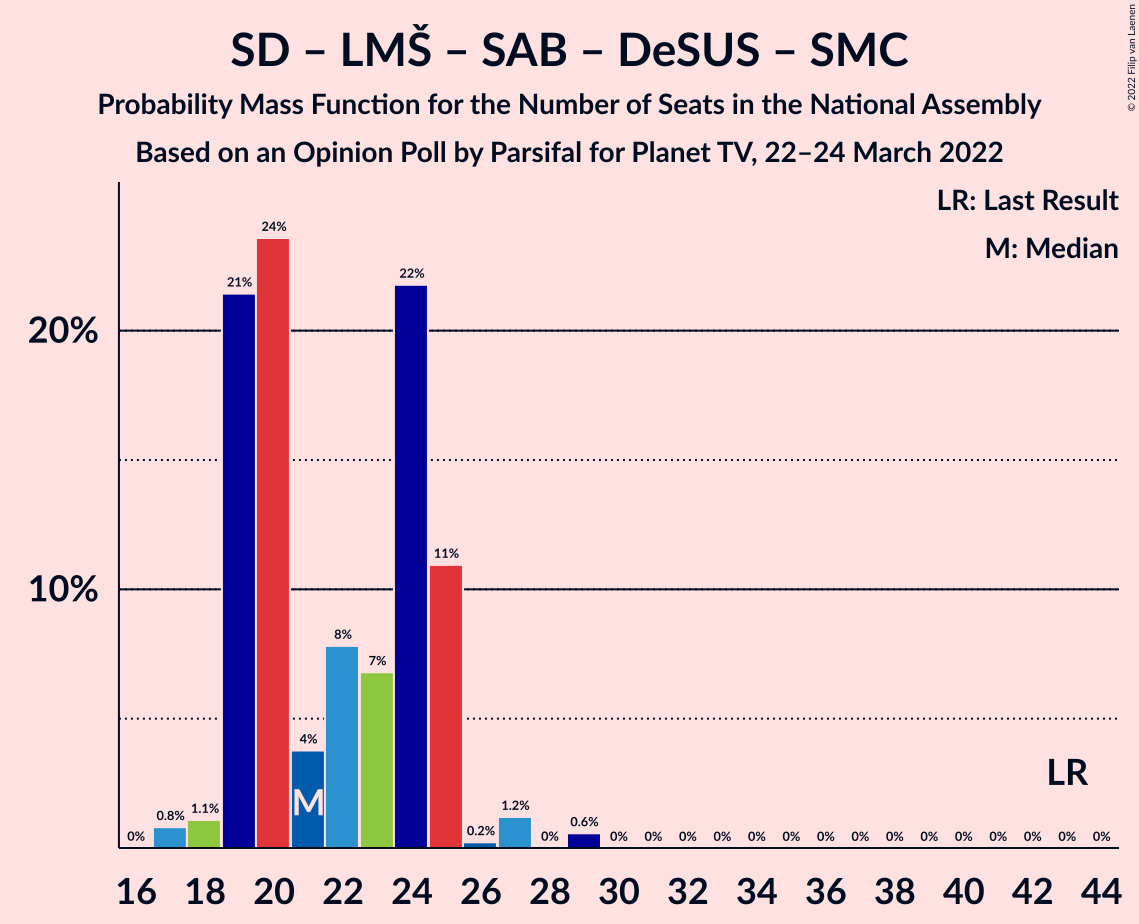 SD – LMŠ – SAB – DeSUS – SMC
Probability Mass Function for the Number of Seats in the National Assembly
Based on an Opinion Poll by Parsifal for Planet TV, 22–24 March 2022
© 2022 Filip van Laenen
LR: Last Result
M: Median
20%
10%
0% 0.8% 1.1% 21% 24% 4% 8% 7% 22% 11% 0.2% 1.2% 0% 0.6% 0% 0% 0% 0% 0% 0% 0% 0% 0% 0% 0% 0% 0% 0% 0%
M
LR
16 18 20 22 24 26 28 30 32 34 36 38 40 42 44